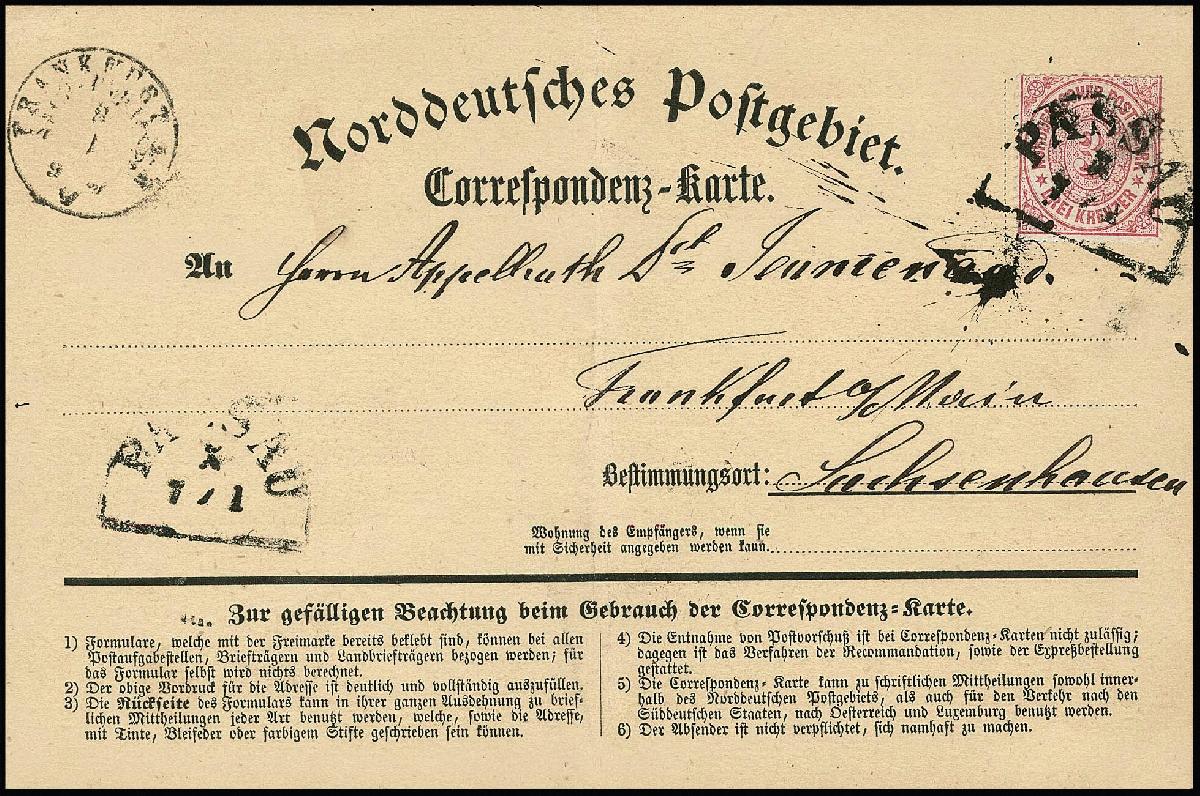 Norddeutsches Postgebiet.
Correspondenz-Karte.
PASSAU
DREI KREUZER
An Herrn Appellrath Dr.
Frankfurt a/Main
Bestimmungsort: Sachsenhausen
PASSAU
7/1
Wohnung des Empfängers, wenn sie
mit Sicherheit angegeben werden kann.
Zur gefälligen Beachtung beim Gebrauch der Correspondenz-Karte.
1) Formulare, welche mit der Freimarke bereits beklebt sind, können bei allen
Postaufgabestellen, Briefträgern und Landbriefträgern bezogen werden; für
das Formular selbst wird nichts berechnet.
2) Der obige Vordruck für die Adresse ist deutlich und vollständig auszufüllen.
3) Die Rückseite des Formulars kann in ihrer ganzen Ausdehnung zu brief-
lichen Mittheilungen jeder Art benutzt werden, welche, sowie die Adresse,
mit Tinte, Bleifeder oder farbigem Stifte geschrieben sein können.
4) Die Entnahme von Postvorschuß ist bei Correspondenz-Karten nicht zulässig;
dagegen ist das Verfahren der Recommandation, sowie der Expreßbestellung
gestattet.
5) Die Correspondenz-Karte kann zu schriftlichen Mittheilungen sowohl inner-
halb des Norddeutschen Postgebiets, als auch für den Verkehr nach den
Süddeutschen Staaten, nach Oesterreich und Luxemburg benutzt werden.
6) Der Absender ist nicht verpflichtet, sich namhaft zu machen.